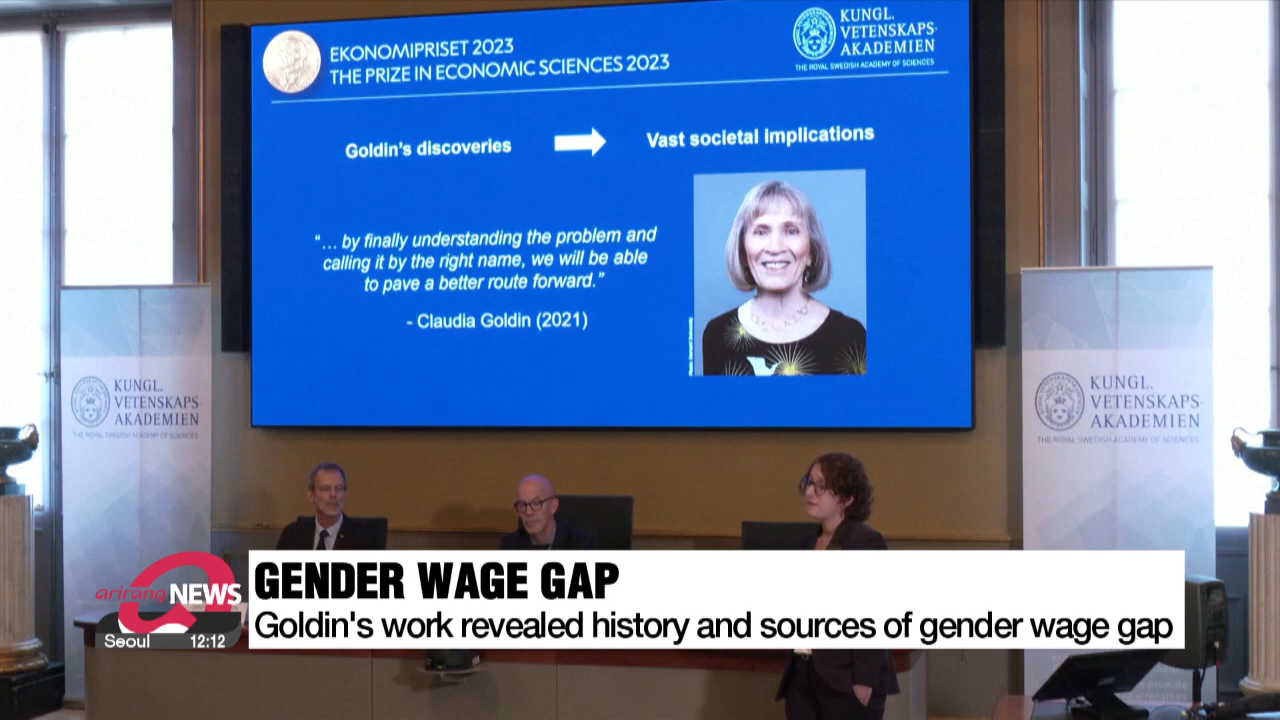 EKONOMIPRISET 2023
THE PRIZE IN ECONOMIC SCIENCES 2023
KUNGL.
VETENSKAPS-
AKADEMIEN
THE ROYAL SWEDISH ACADEMY OF SCIENCES
Goldin's discoveries
Vast societal implications
"... by finally understanding the problem and
calling it by the right name, we will be able
to pave a better route forward."
- Claudia Goldin (2021)
KUNGL.
VETENSKAPS-
AKADEMIEN
THE ROYAL SWEDISH ACADEMY OF SCIENCES
KUNGL.
VETENSKAPS-
AKADEMIEN
THE ROYAL SWEDISH ACADEMY OF SCIENCES
arirang NEWS
Seoul 12:12
GENDER WAGE GAP
Goldin's work revealed history and sources of gender wage gap